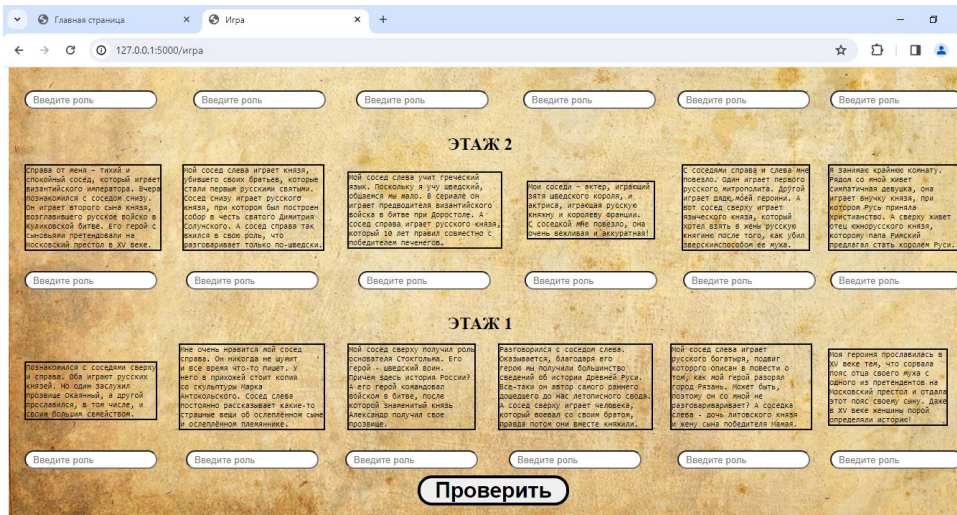 Главная страница
Игра
127.0.0.1:5000/игра
Введите роль
Введите роль
Введите роль
Введите роль
Введите роль
Введите роль
ЭТАЖ 2
Справа от меня - тихий и
спокойный сосед, который играет
византийского императора. Вчера
познакомился с соседом снизу.
Он играет второго сына князя,
возглавившего русское войско в
куликовской битве. Его герой с
сыновьями претендовали на
московский престол в XV веке.
Мой сосед слева играет князя,
убившего своих братьев, которые
стали первым русскими святыми.
Сосед снизу играет русского
князя, при котором был построен
собор в честь святого Димитрия
Солунского. А сосед справа так
вжился в свою роль, что
разговаривает только по-шведски.
Мой сосед слева учит греческий
язык. Поскольку я учу шведский,
общаемся мы мало. В сериале он
играет предводителя византийского
войска в битве при Доростоле. А
сосед справа играет русского князя,
который 10 лет правил совместно с
победителем печенегов.
Мои соседи - актер, играющий
зятя шведского короля, и
актриса, играющая русскую
княжну и королеву Франции.
С соседкой мне повезло, она
очень вежливая и аккуратная!
С соседями справа и слева мне
повезло. Один играет первого
русского митрополита. Другой
играет дядю моей героини. А
вот сосед сверху играет
языческого князя, который
хотел взять в жены русскую
княгиню после того, как убил
зверскимспособом ее мужа.
Я занимаю крайнюю комнату.
Рядом со мной живет
симпатичная девушка, она
играет внучку князя, при
котором Русь приняла
христианство. А сверху живет
отец южнорусского князя,
которому папа Римский
предлагал стать королём Руси.
Введите роль
Введите роль
Введите роль
Введите роль
Введите роль
Введите роль
ЭТАЖ 1
Познакомился с соседями сверху
и справа. Оба играют русских
князей. Но один заслужил
прозвище Окаянный, а другой
прославился, в том числе, и
своим большим семейством.
Мне очень нравится мой сосед
справа. Он никогда не шумит
и все время что-то пишет. У
него в прихожей стоит копия
со скульптуры Марка
Антокольского. Сосед слева
постоянно рассказывает какие-то
страшные вещи об ослеплённом сыне
и ослеплённом племяннике.
Мой сосед сверху получил роль
основателя Стокгольма. Его
герой - шведский воин.
Причем здесь история России?
А его герой командовал
войском в битве, после
которой знаменитый князь
Александр получил свое
прозвище.
Разговорился с соседом слева.
Оказывается, благодаря его
герою мы получили большинство
сведений об истории Древней Руси.
Все-таки он автор самого раннего
дошедшего до нас летописного свода.
А сосед сверху играет человека,
который воевал со своим братом,
правда потом они вместе княжили.
Мой сосед слева играет
русского богатыря, подвиг
которого описан в повести о
том, как мой герой разорял
город Рязань. Может быть,
поэтому он со мной не
разговариваривает? А соседка
слева - дочь литовского князя
и жену сына победителя Мамая.
Моя героиня прославилась в
XV веке тем, что сорвала
пояс отца своего мужа с
одного из претендентов на
Московский престол и отдала
этот пояс своему сыну. Даже
в XV веке женщины порой
определяли историю!
Введите роль
Введите роль
Введите роль
Введите роль
Введите роль
Введите роль
Проверить